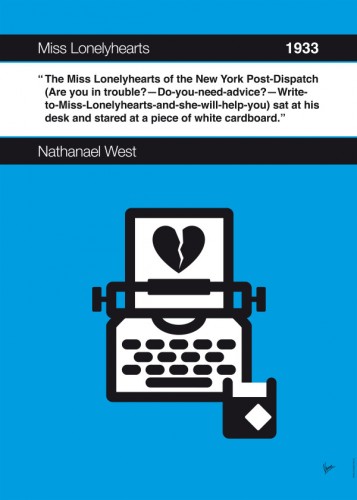 Miss Lonelyhearts 1933
“The Miss Lonelyhearts of the New York Post-Dispatch
(Are you in trouble?—Do-you-need-advice?—Write-
to-Miss-Lonelyhearts-and-she-will-help-you) sat at his
desk and stared at a piece of white cardboard.”
Nathanael West